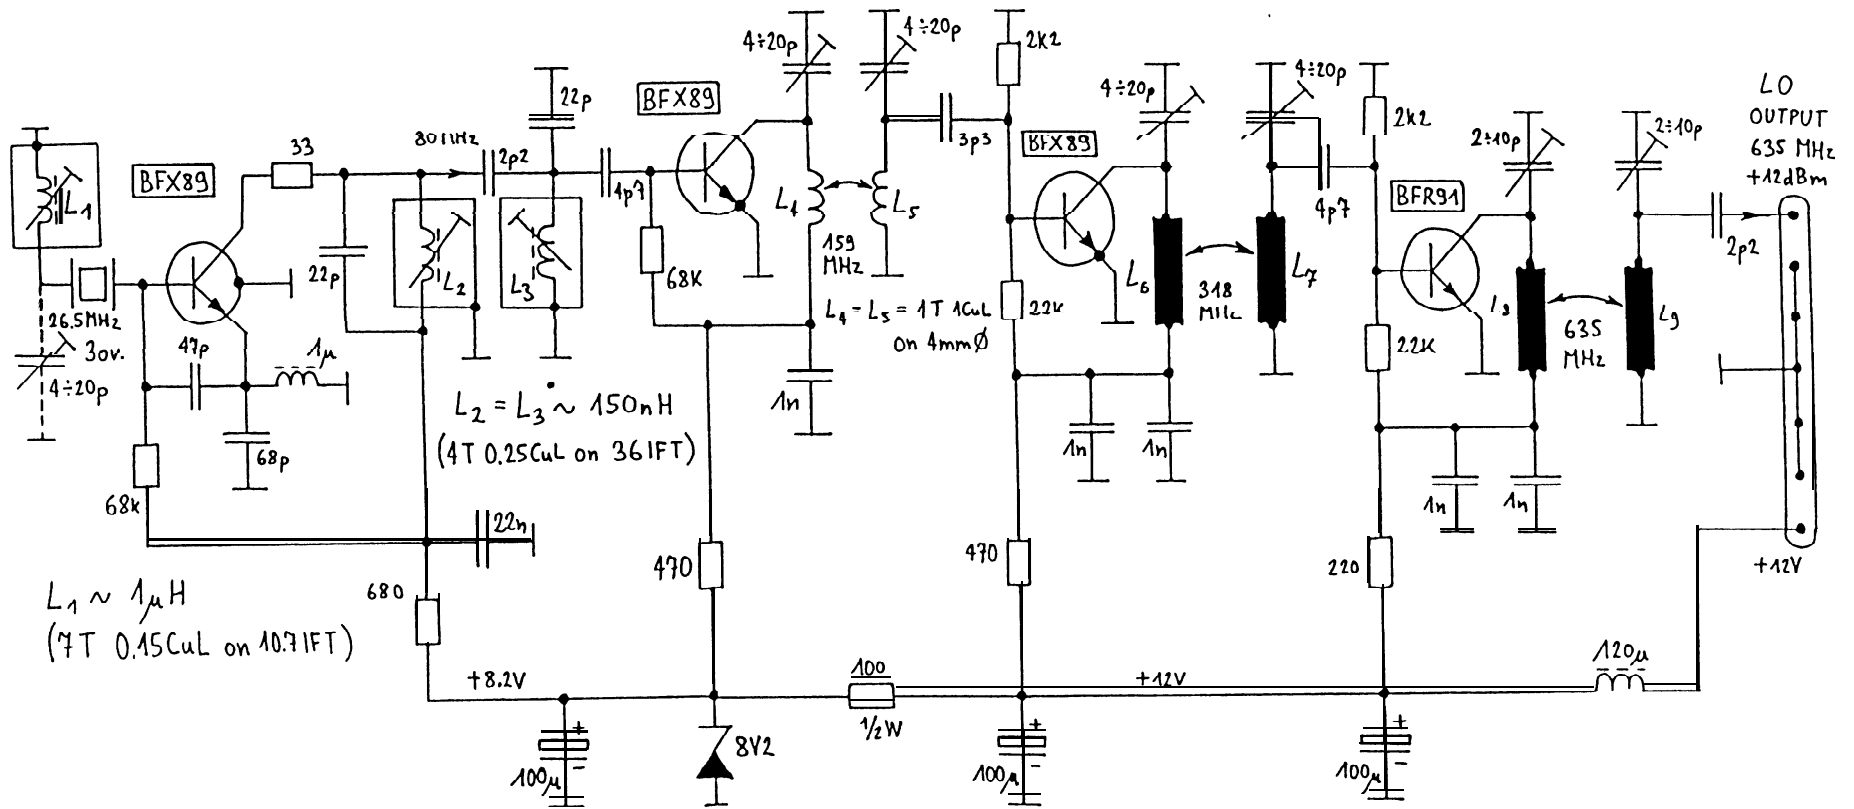 L1
BFX89
26.5MHz
3ov.
4÷20p
33
22p
80MHz
2p2
22p
L2
L3
4p7
47p
1µ
68p
68k
22n
680
L2 = L3 ~ 150nH
(4T 0.25CuL on 36IFT)
L1 ~ 1µH
(7T 0.15CuL on 10.7IFT)
BFX89
68k
4÷20p
4÷20p
L4
L5
159
MHz
L4 = L5 = 1T 1CuL
on 4mmØ
1n
3p3
2k2
470
+8.2V
100µ
8V2
100
1/2W
BFX89
22k
4÷20p
4÷20p
L6
L7
318
MHz
1n
1n
470
100µ
+12V
4p7
2k2
BFR91
22k
2÷10p
2÷10p
L8
L9
635
MHz
1n
1n
220
100µ
120µ
2p2
LO
OUTPUT
635 MHz
+12dBm
+12V